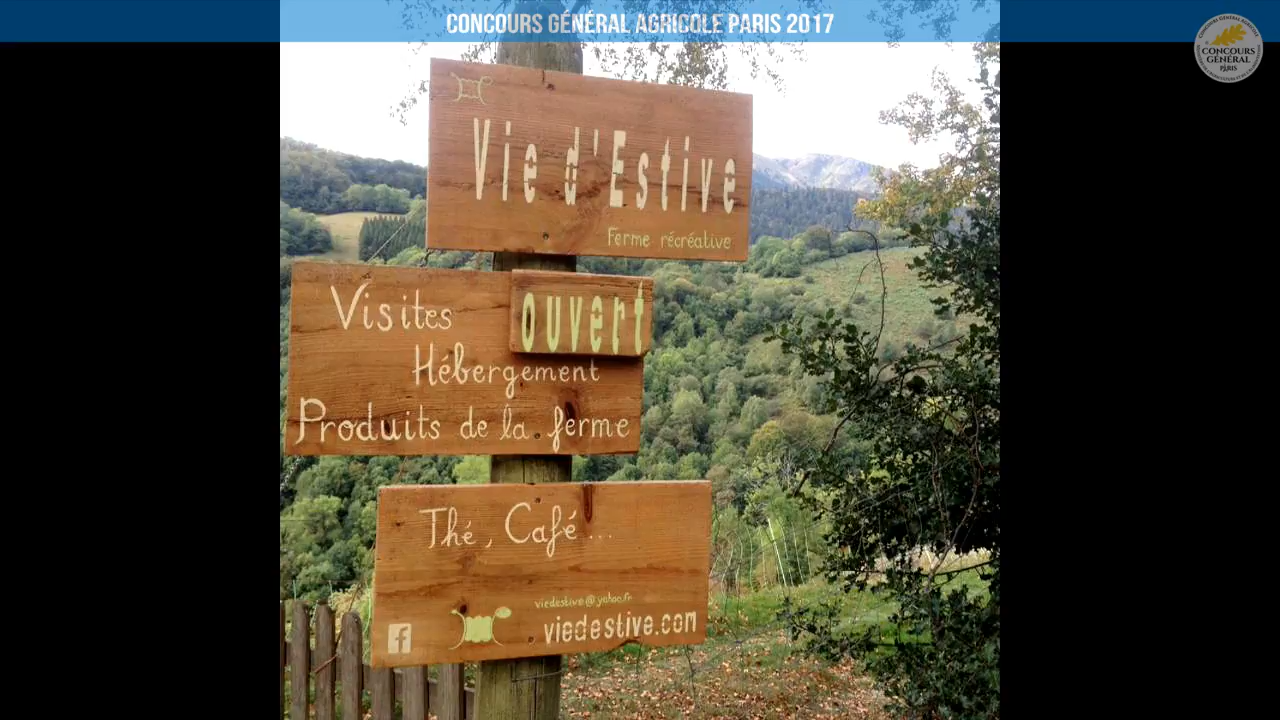 CONCOURS GÉNÉRAL AGRICOLE PARIS 2017
CONCOURS
GÉNÉRAL
PARIS
Vie d'Estive
Ferme récréative
Visites
ouvert
Hébergement
Produits de la ferme
Thé, Café...
viedestive@yahoo.fr
viedestive.com